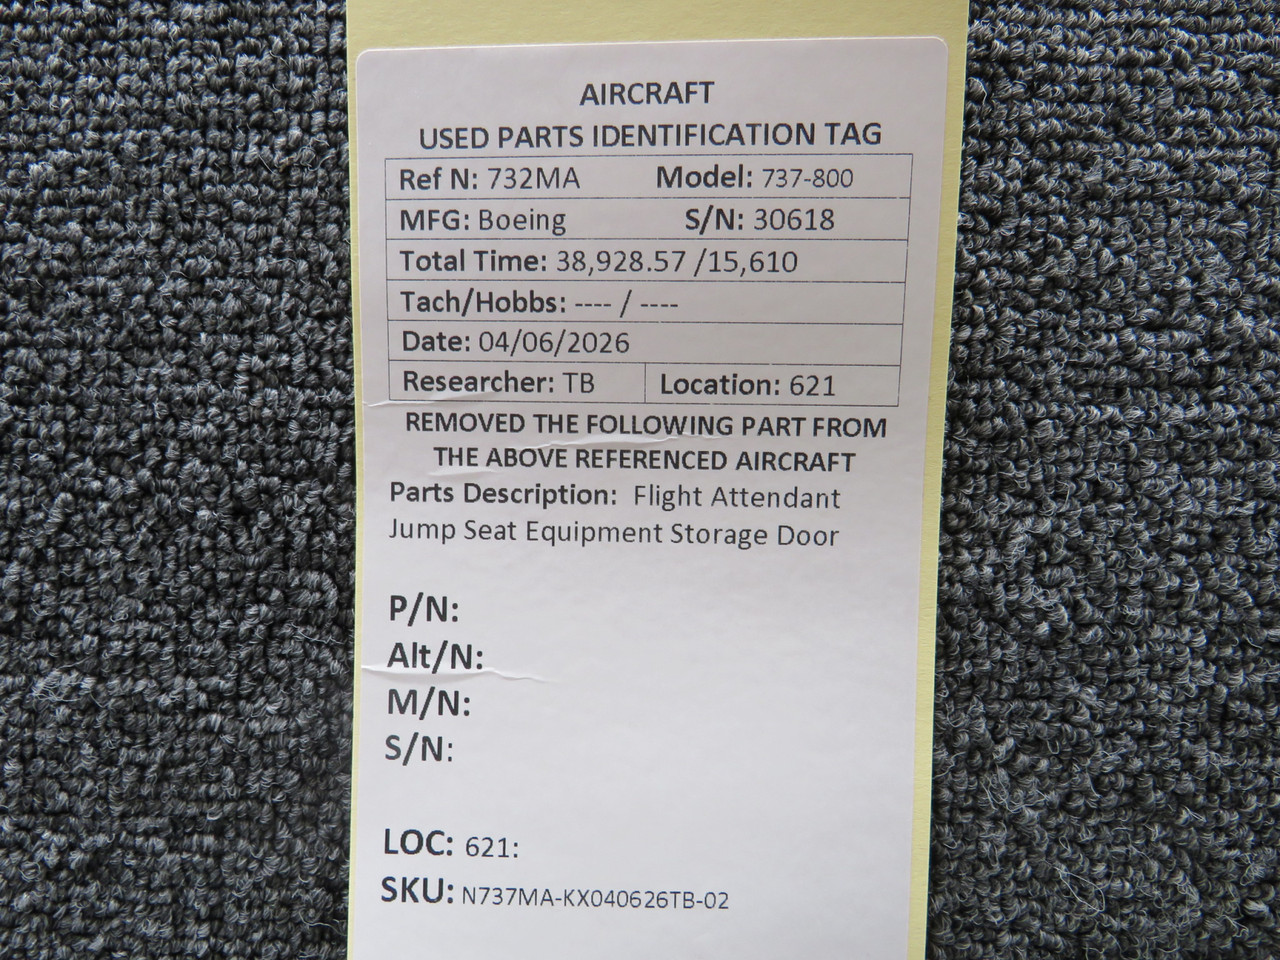 AIRCRAFT
USED PARTS IDENTIFICATION TAG
Ref N: 732MA Model: 737-800
MFG: Boeing S/N: 30618
Total Time: 38,928.57 /15,610
Tach/Hobbs: ---- / ----
Date: 04/06/2026
Researcher: TB Location: 621
REMOVED THE FOLLOWING PART FROM
THE ABOVE REFERENCED AIRCRAFT
Parts Description: Flight Attendant
Jump Seat Equipment Storage Door
P/N:
Alt/N:
M/N:
S/N:
LOC: 621:
SKU: N737MA-KX040626TB-02